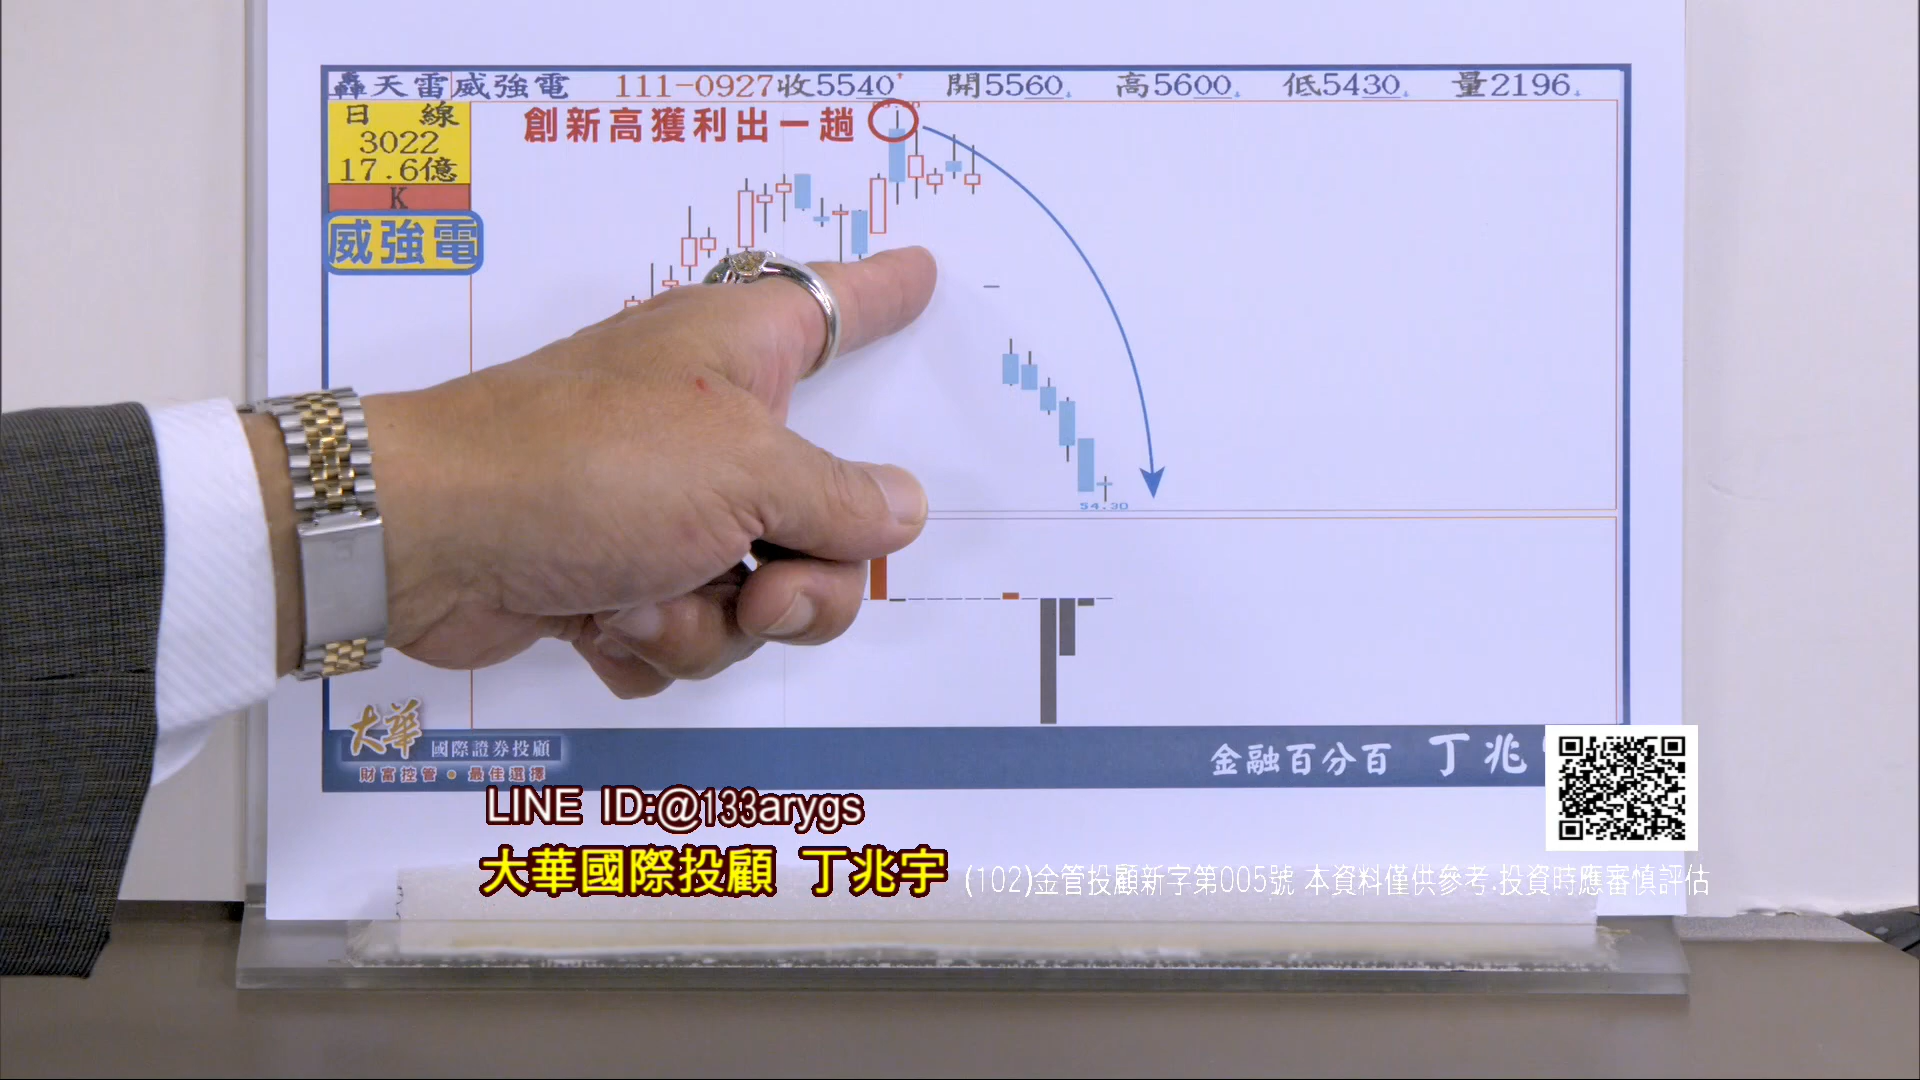 轟天雷威強電 111-0927收5540 開5560 高5600 低5430 量2196
日 線
3022
17.6億
K
威強電
創新高獲利出一趟
54.30
大華 國際證券投顧
財富控管・最佳選擇
金融百分百 丁兆
LINE ID:@133arygs
大華國際投顧 丁兆宇 (102)金管投顧新字第005號 本資料僅供參考.投資時應審慎評估